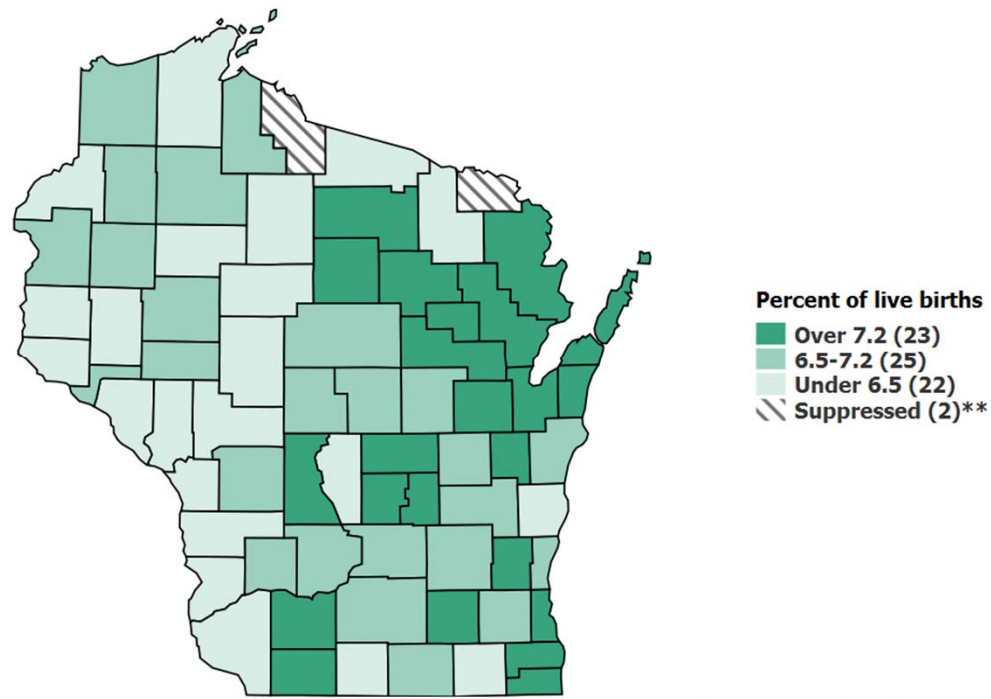 Percent of live births
Over 7.2 (23)
6.5-7.2 (25)
Under 6.5 (22)
Suppressed (2)**